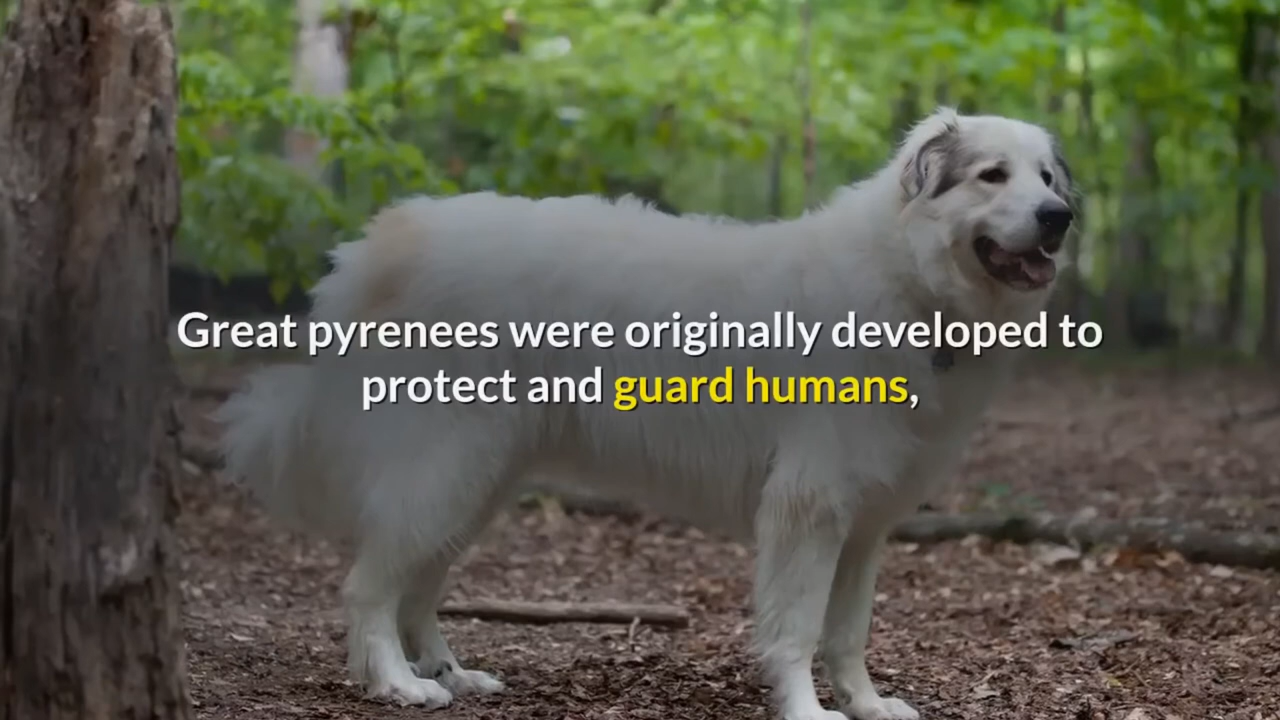 Great pyrenees were originally developed to
protect and guard humans,